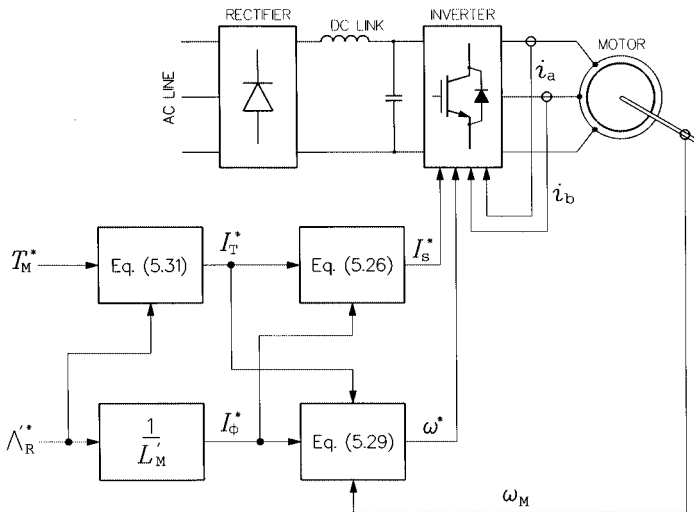 RECTIFIER
DC LINK
INVERTER
MOTOR
AC LINE
i_a
i_b
T_M^*
Eq. (5.31)
I_T^*
Eq. (5.26)
I_s^*
Λ_R^'*
1
L'_M
I_Φ^*
Eq. (5.29)
ω^*
ω_M